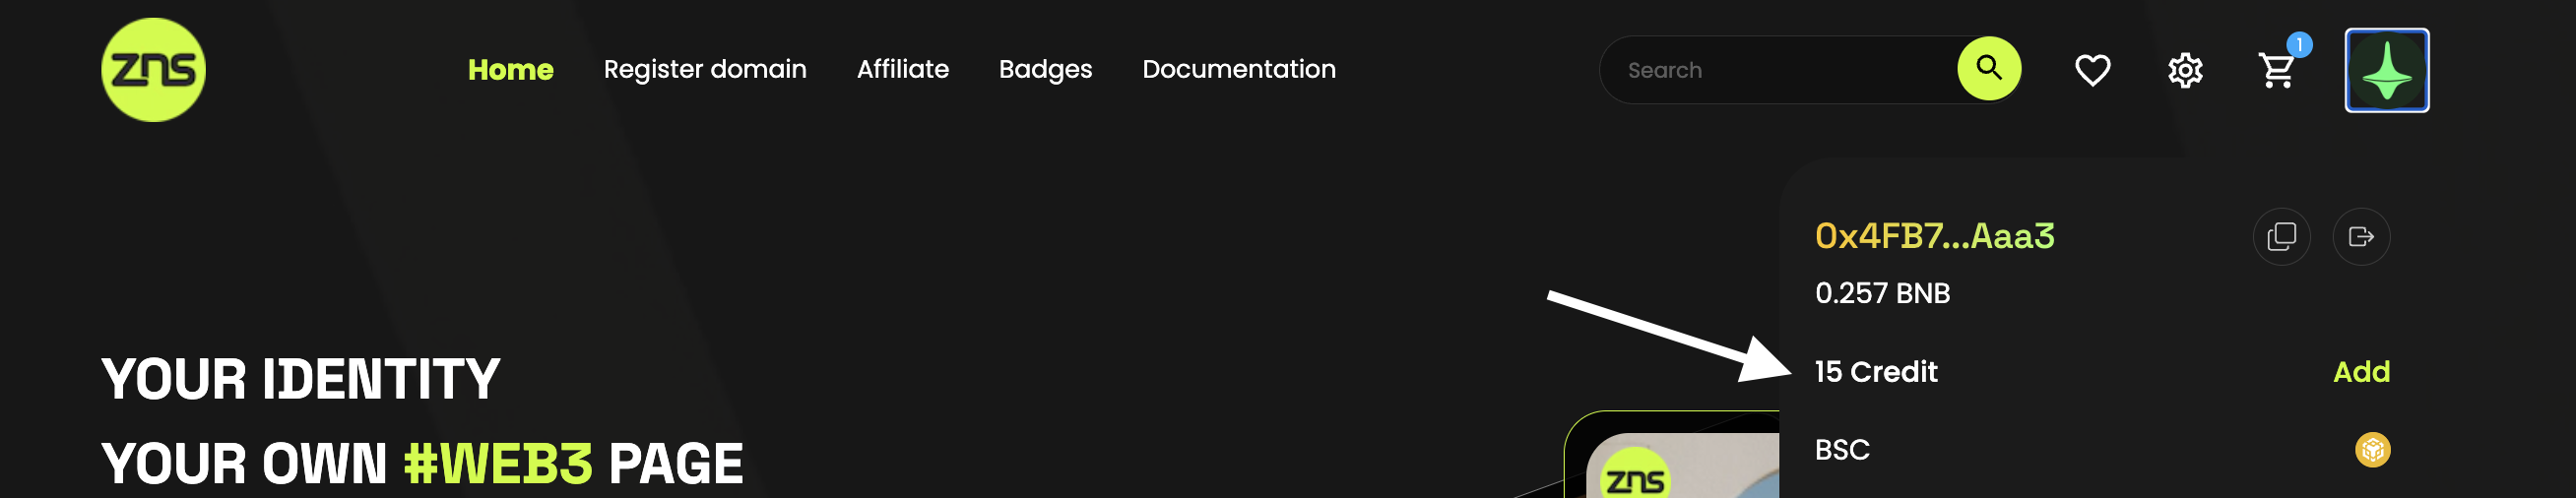 ZNS
Home Register domain Affiliate Badges Documentation
Search
1
0x4FB7...Aaa3
0.257 BNB
15 Credit Add
BSC
YOUR IDENTITY
YOUR OWN #WEB3 PAGE
ZNS